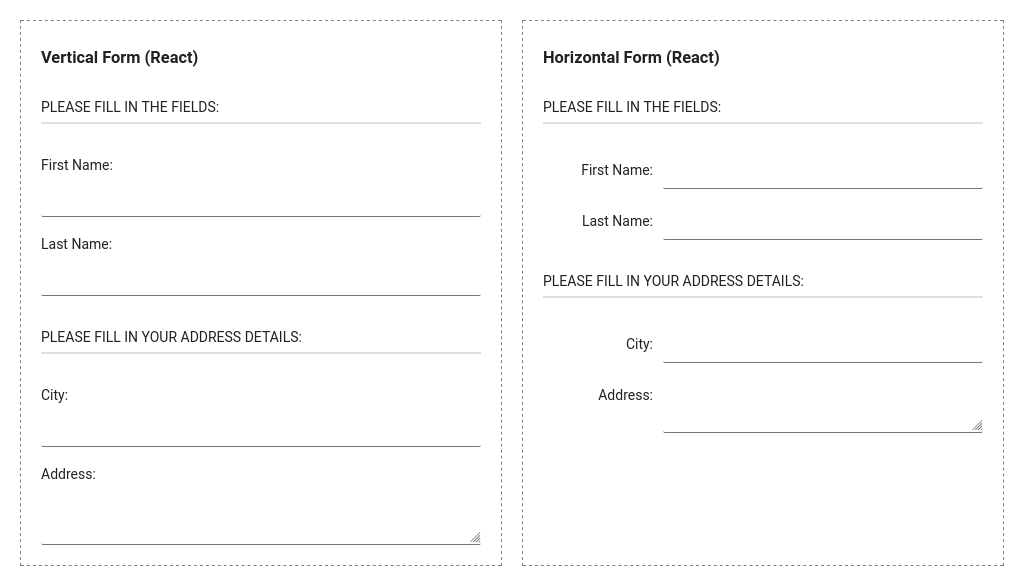 Vertical Form (React)
PLEASE FILL IN THE FIELDS:
First Name:
Last Name:
PLEASE FILL IN YOUR ADDRESS DETAILS:
City:
Address:
Horizontal Form (React)
PLEASE FILL IN THE FIELDS:
First Name:
Last Name:
PLEASE FILL IN YOUR ADDRESS DETAILS:
City:
Address: